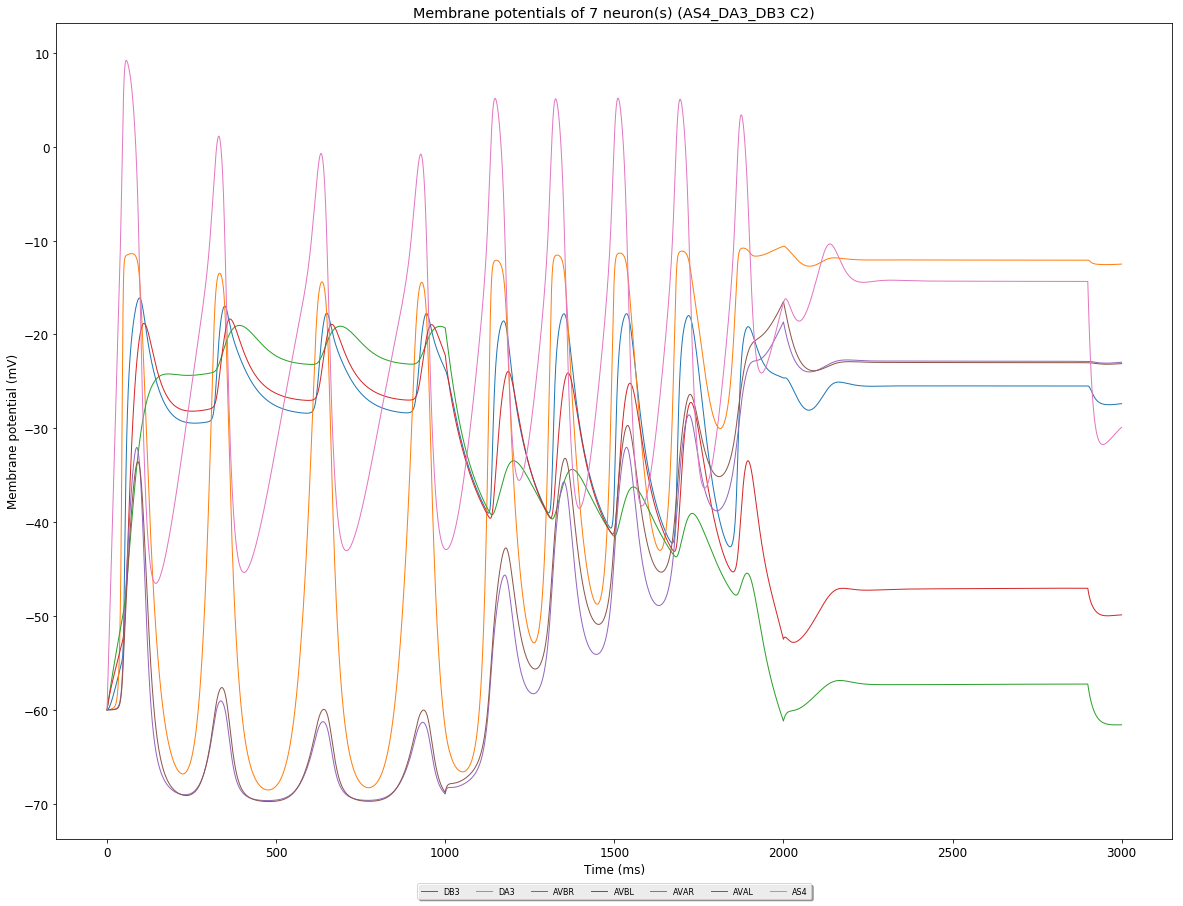 Membrane potentials of 7 neuron(s) (AS4_DA3_DB3 C2)
10
0
−10
−20
−30
−40
−50
−60
−70
Membrane potential (mV)
0 500 1000 1500 2000 2500 3000
Time (ms)
DB3 DA3 AVBR AVBL AVAR AVAL AS4